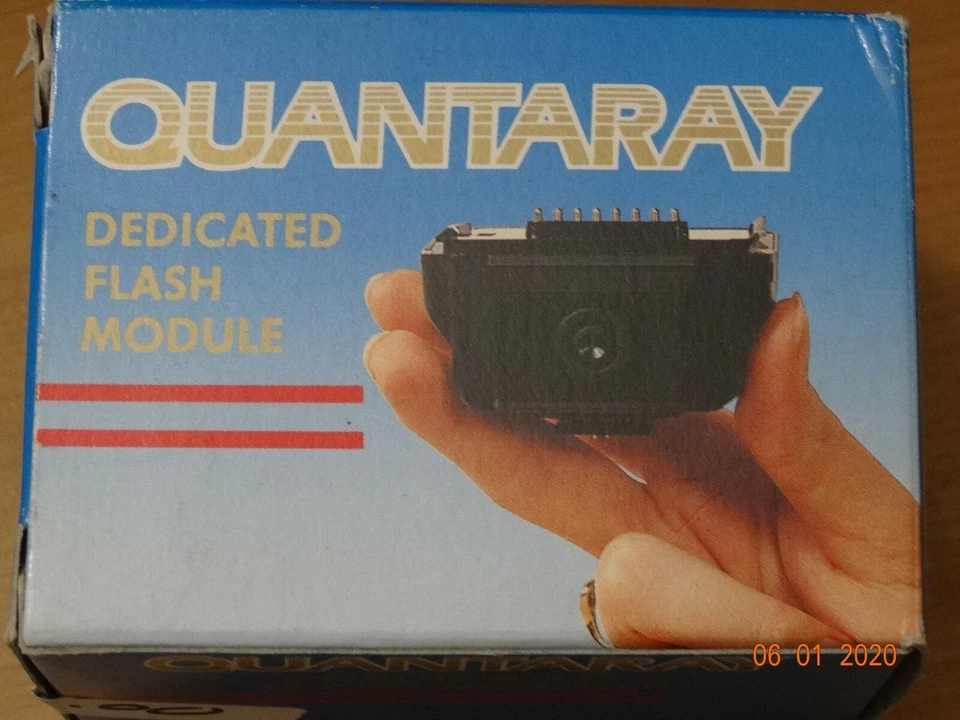 QUANTARAY
DEDICATED
FLASH
MODULE
QUANTARAY
06 01 2020